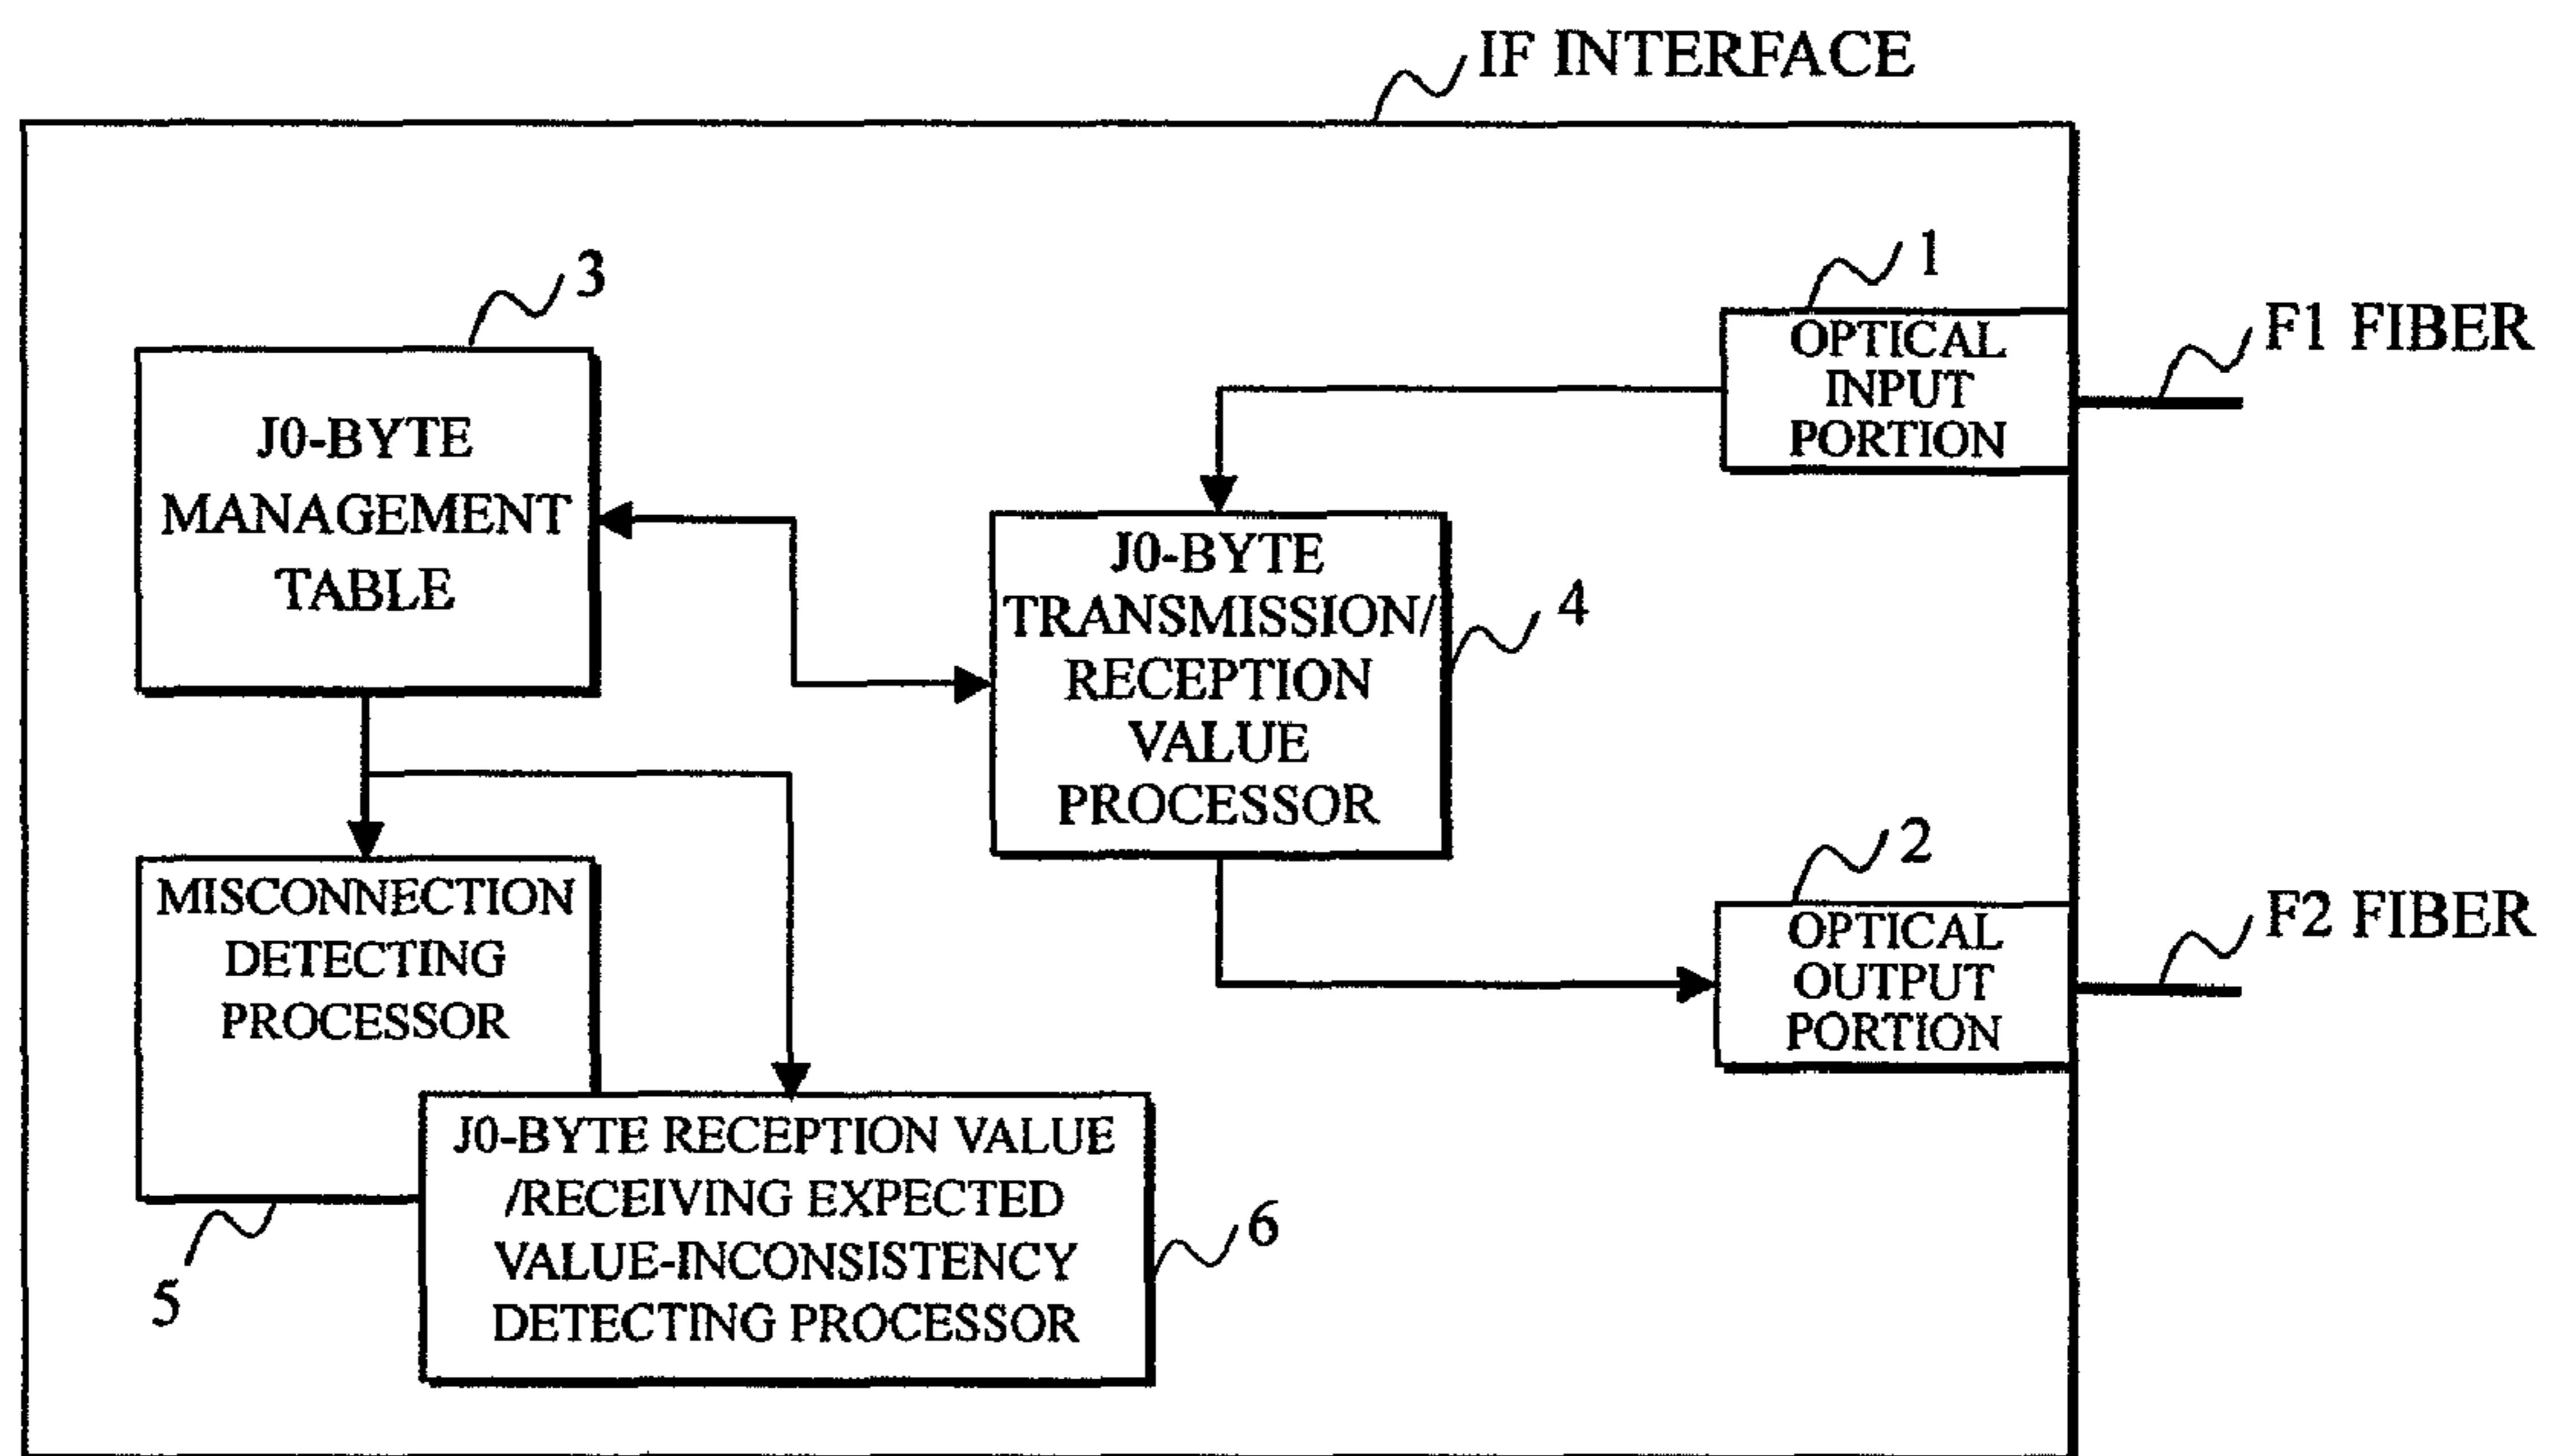 IF INTERFACE
1
OPTICAL
INPUT
PORTION
F1 FIBER
3
J0-BYTE
MANAGEMENT
TABLE
J0-BYTE
TRANSMISSION/
RECEPTION
VALUE
PROCESSOR
4
2
OPTICAL
OUTPUT
PORTION
F2 FIBER
MISCONNECTION
DETECTING
PROCESSOR
5
J0-BYTE RECEPTION VALUE
/RECEIVING EXPECTED
VALUE-INCONSISTENCY
DETECTING PROCESSOR
6